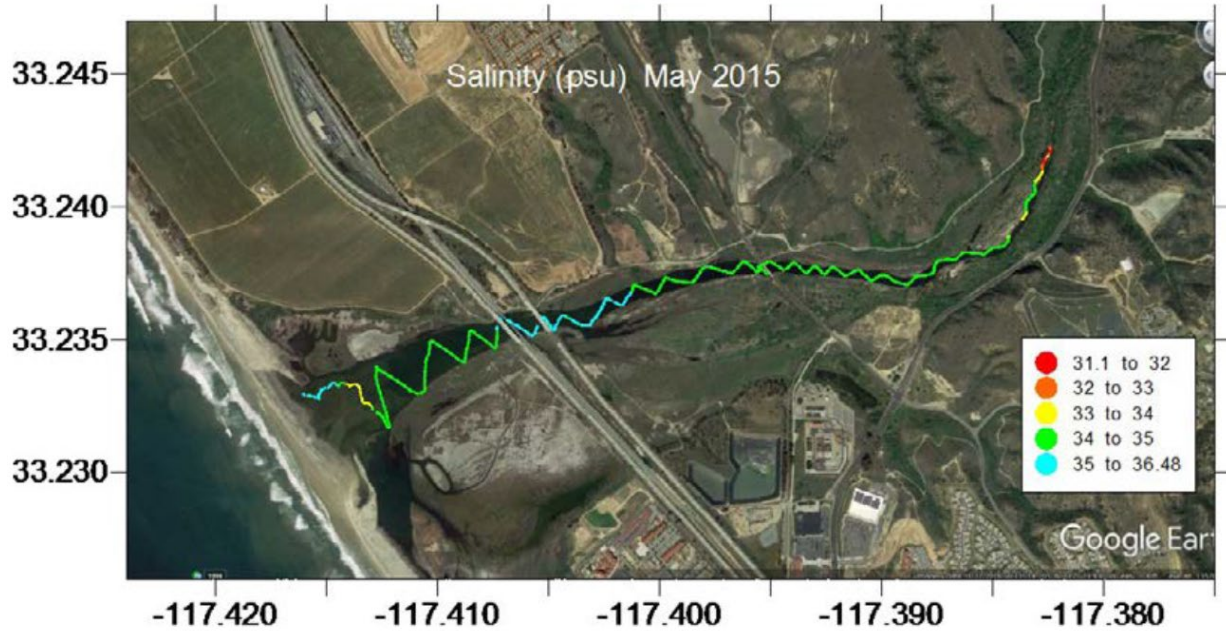 Salinity (psu) May 2015
33.245
33.240
33.235
33.230
31.1 to 32
32 to 33
33 to 34
34 to 35
35 to 36.48
Google Ear
-117.420
-117.410
-117.400
-117.390
-117.380